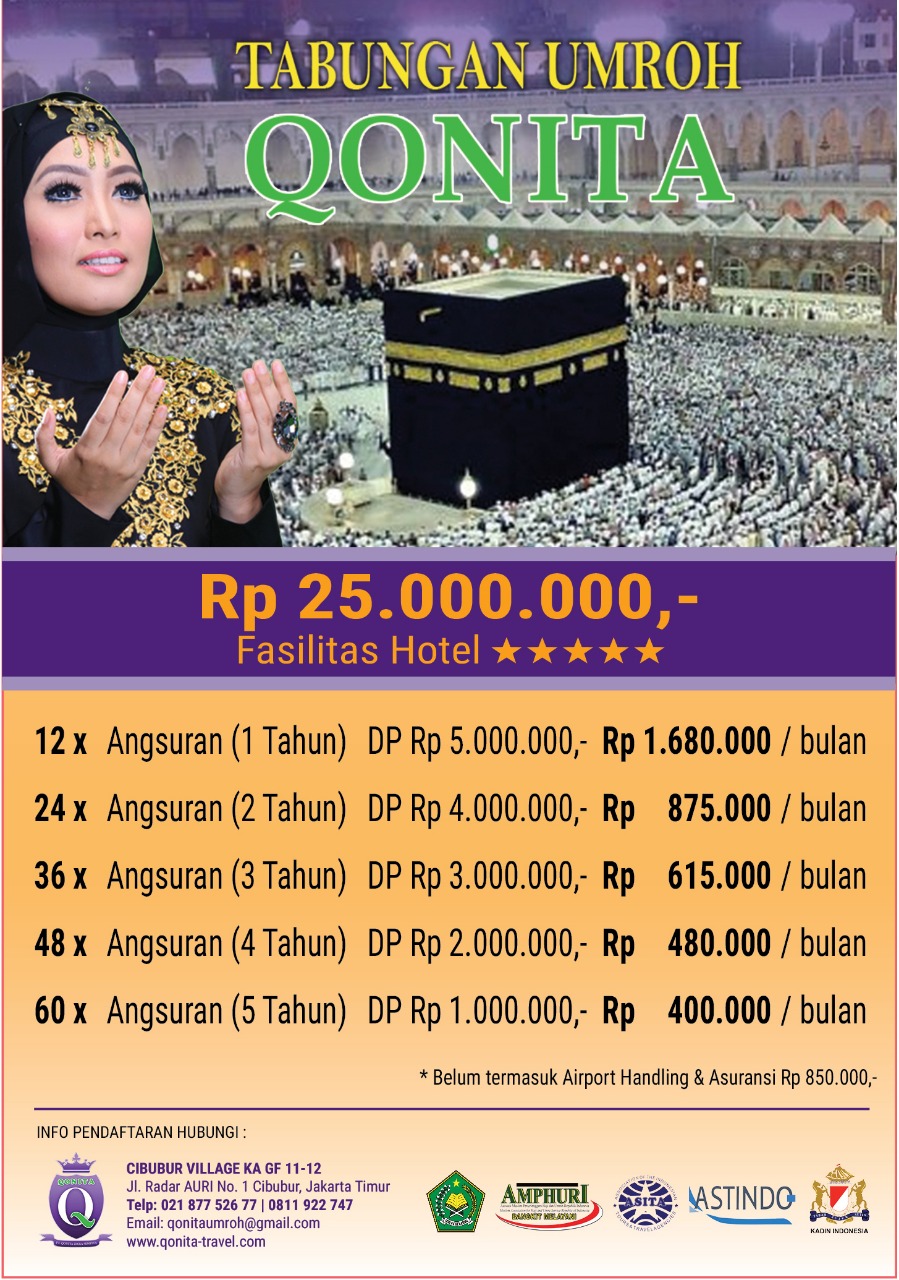 TABUNGAN UMROH
QONITA
Rp 25.000.000,-
Fasilitas Hotel ★★★★★
12 x Angsuran (1 Tahun) DP Rp 5.000.000,- Rp 1.680.000 / bulan
24 x Angsuran (2 Tahun) DP Rp 4.000.000,- Rp 875.000 / bulan
36 x Angsuran (3 Tahun) DP Rp 3.000.000,- Rp 615.000 / bulan
48 x Angsuran (4 Tahun) DP Rp 2.000.000,- Rp 480.000 / bulan
60 x Angsuran (5 Tahun) DP Rp 1.000.000,- Rp 400.000 / bulan
* Belum termasuk Airport Handling & Asuransi Rp 850.000,-
INFO PENDAFTARAN HUBUNGI :
QONITA
Q
CIBUBUR VILLAGE KA GF 11-12
Jl. Radar AURI No. 1 Cibubur, Jakarta Timur
Telp: 021 877 526 77 | 0811 922 747
Email: qonitaumroh@gmail.com
www.qonita-travel.com
AMPHURI
BANGKIT MELAYANI
ASITA
ASTINDO
KADIN INDONESIA